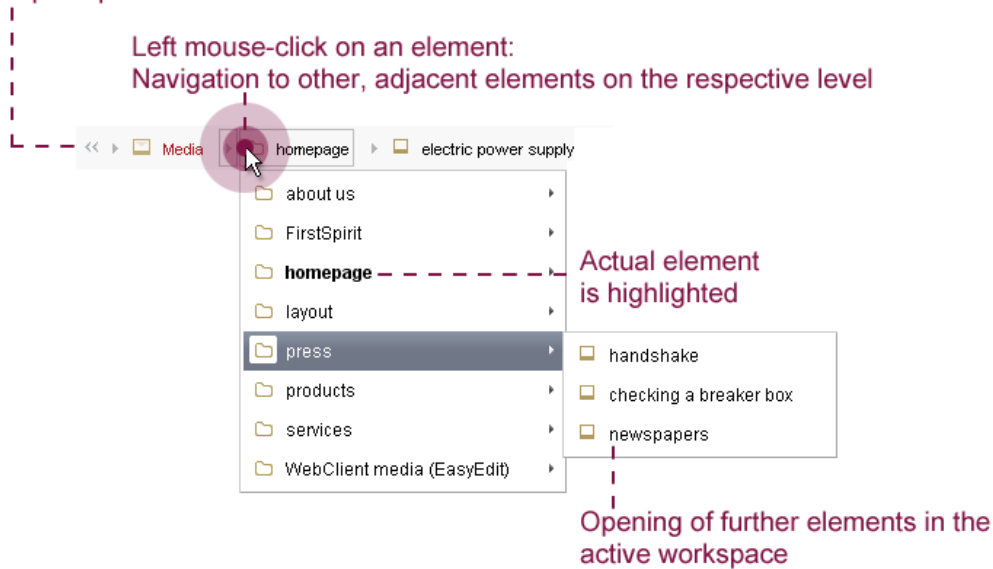 Left mouse-click on an element:
Navigation to other, adjacent elements on the respective level
Media homepage electric power supply
about us
FirstSpirit
homepage
Actual element
is highlighted
layout
press
handshake
products
checking a breaker box
services
newspapers
WebClient media (EasyEdit)
Opening of further elements in the
active workspace